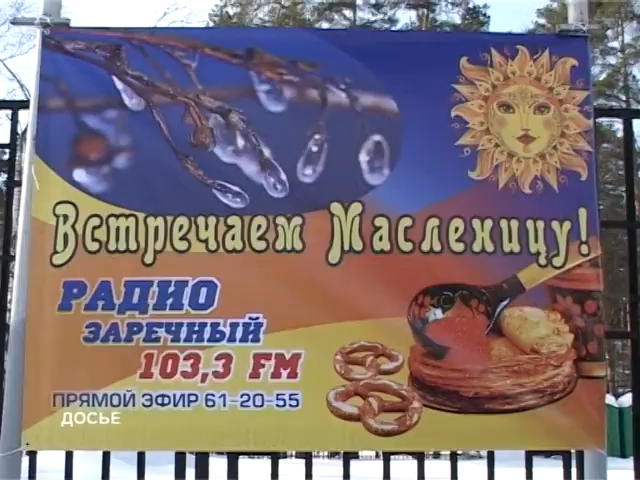 Встречаем Масленицу!
РАДИО
ЗАРЕЧНЫЙ
103,3 FM
ПРЯМОЙ ЭФИР 61-20-55
ДОСЬЕ